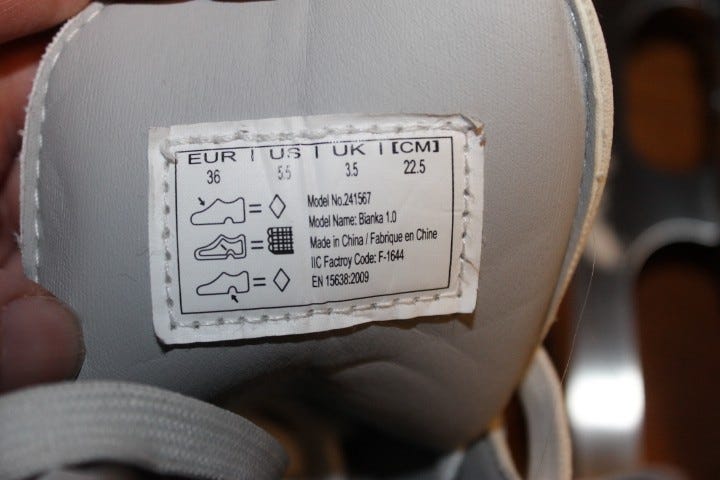 EUR | US | UK | [CM]
36 5.5 3.5 22.5
Model No.241567
Model Name: Bianka 1.0
Made in China / Fabrique en Chine
IIC Factroy Code: F-1644
EN 15638:2009